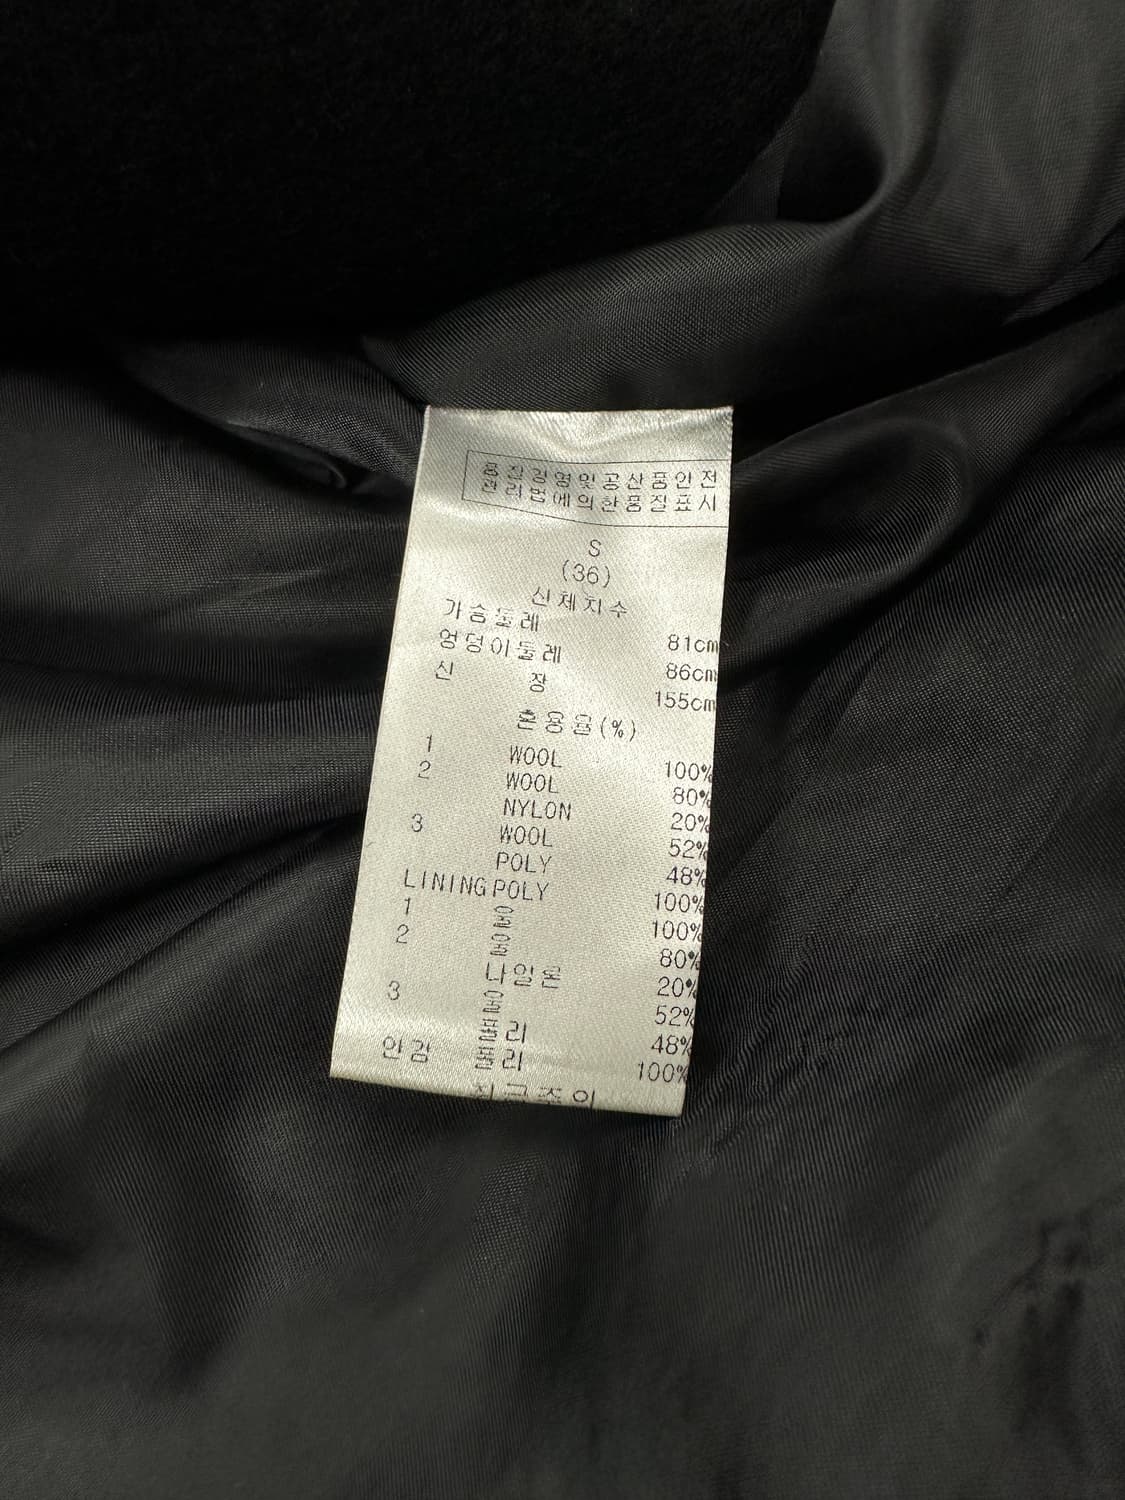 품질경영및공산품안전
관리법에의한품질표시
S
(36)
신체치수
가슴둘레 81cm
엉덩이둘레 86cm
신 장 155cm
혼용율(%)
1 WOOL 100%
2 WOOL 80%
NYLON 20%
3 WOOL 52%
POLY 48%
LINING POLY 100%
1 울 100%
2 울 80%
나일론 20%
3 울 52%
폴리 48%
안감 폴리 100%